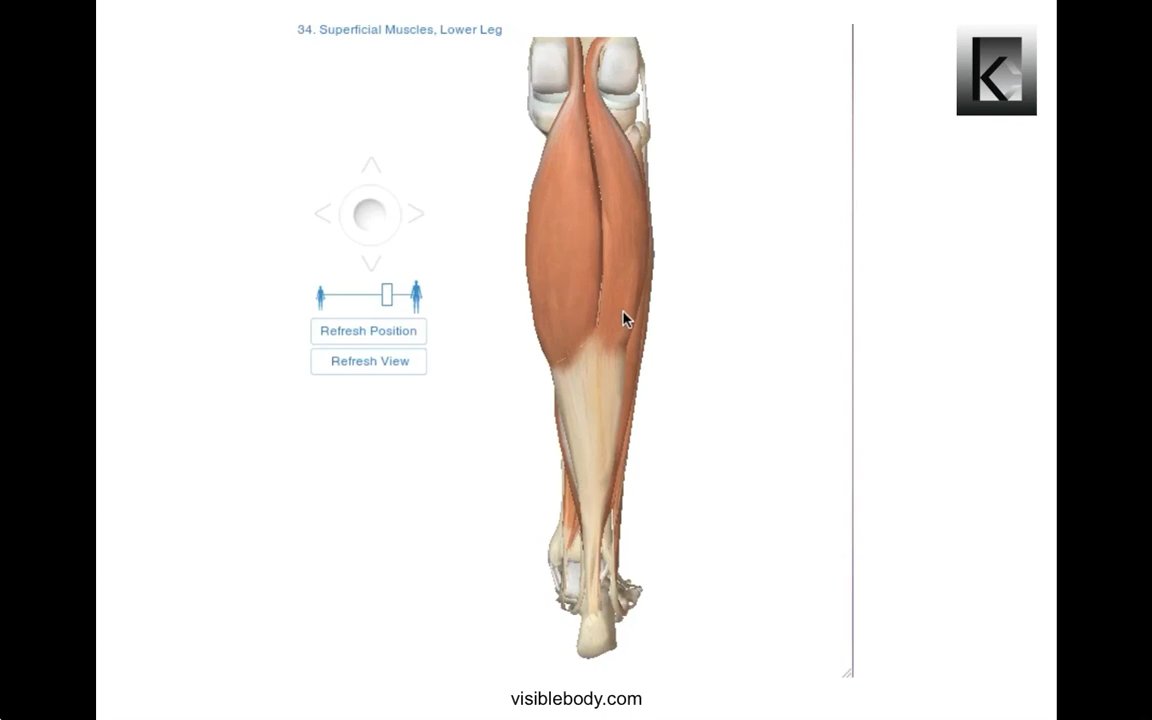 34. Superficial Muscles, Lower Leg
K
Refresh Position
Refresh View
visiblebody.com